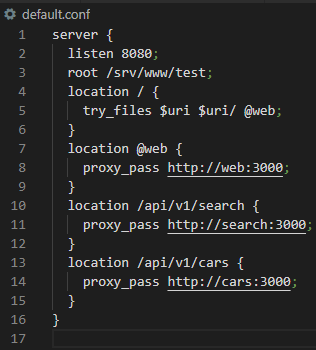 default.conf
1 server {
2   listen 8080;
3   root /srv/www/test;
4   location / {
5     try_files $uri $uri/ @web;
6   }
7   location @web {
8     proxy_pass http://web:3000;
9   }
10   location /api/v1/search {
11     proxy_pass http://search:3000;
12   }
13   location /api/v1/cars {
14     proxy_pass http://cars:3000;
15   }
16 }
17